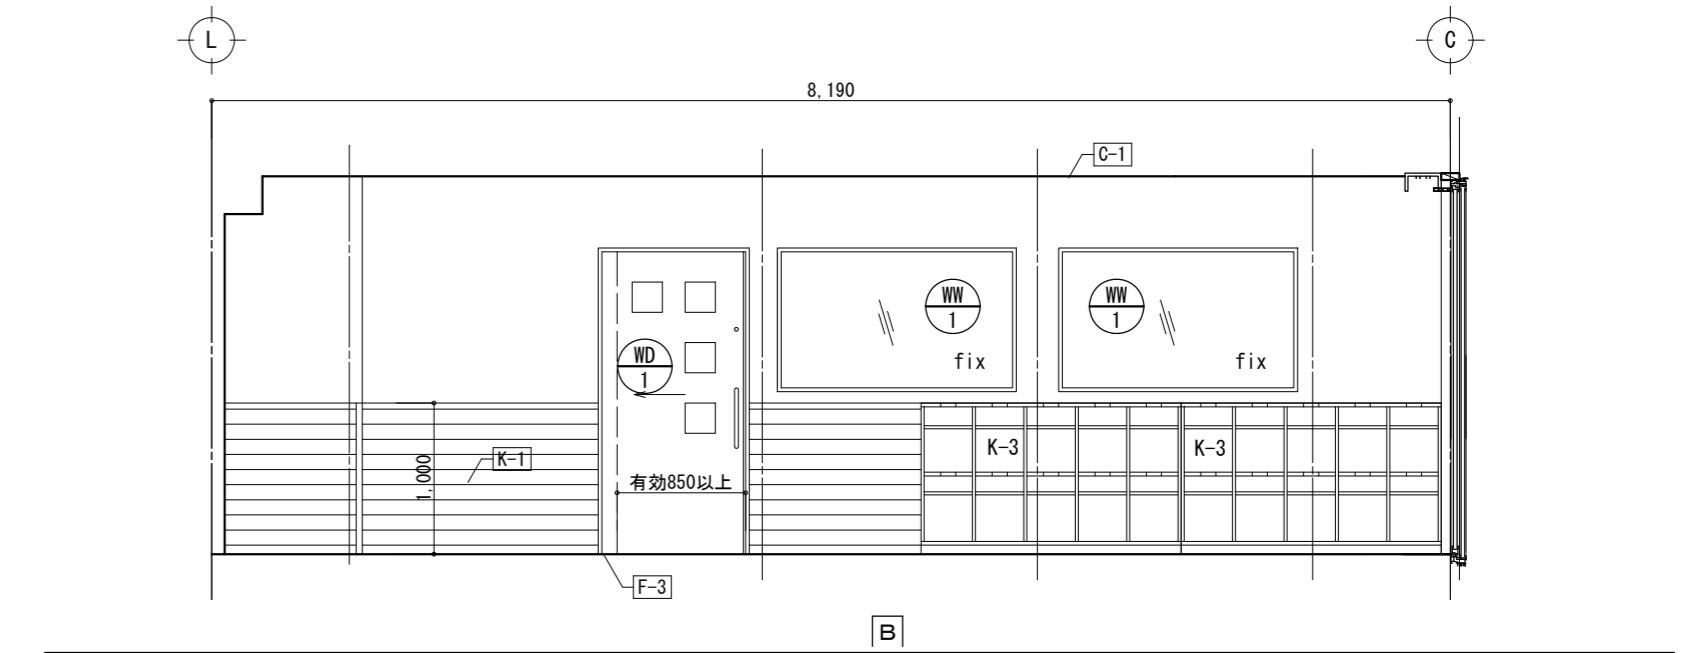 L
C
8,190
C-1
WW
1
WW
1
WD
1
fix
fix
K-1
1,000
K-3
K-3
有効850以上
F-3
B